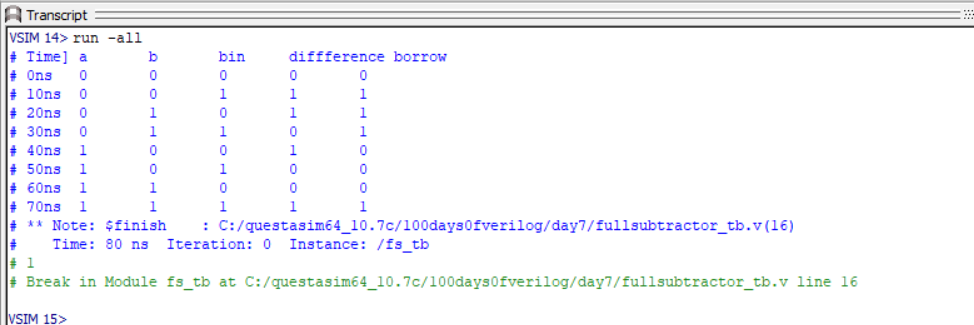 Transcript
VSIM 14> run -all
# Time] a b bin diffference borrow
# 0ns 0 0 0 0 0
# 10ns 0 0 1 1 1
# 20ns 0 1 0 1 1
# 30ns 0 1 1 0 1
# 40ns 1 0 0 1 0
# 50ns 1 0 1 0 0
# 60ns 1 1 0 0 0
# 70ns 1 1 1 1 1
# ** Note: $finish : C:/questasim64_10.7c/100days0fverilog/day7/fullsubtractor_tb.v(16)
# Time: 80 ns Iteration: 0 Instance: /fs_tb
# 1
# Break in Module fs_tb at C:/questasim64_10.7c/100days0fverilog/day7/fullsubtractor_tb.v line 16
VSIM 15>